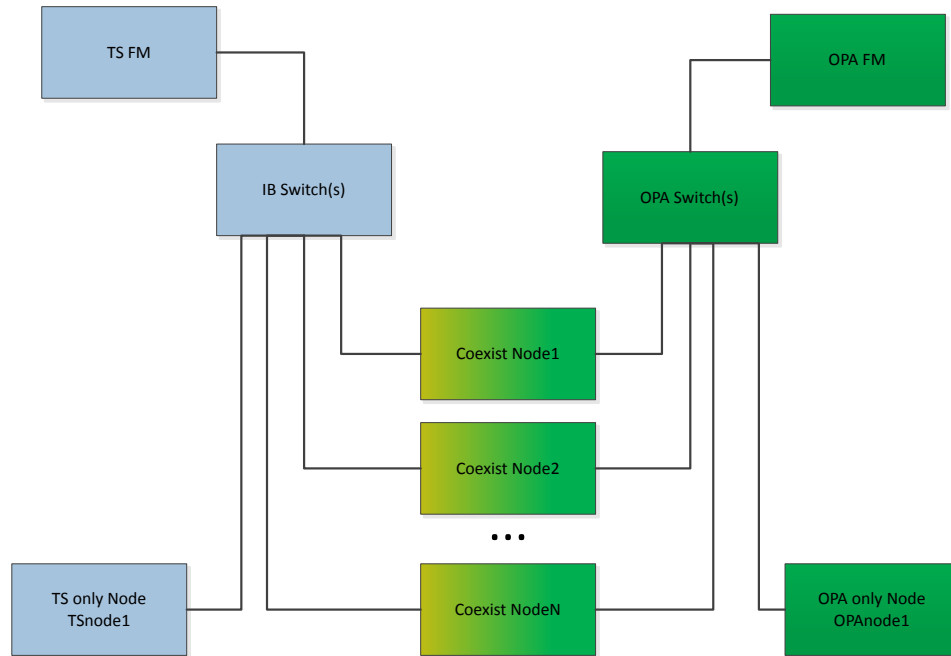 TS FM
OPA FM
IB Switch(s)
OPA Switch(s)
Coexist Node1
Coexist Node2
...
Coexist NodeN
TS only Node
TSnode1
OPA only Node
OPAnode1